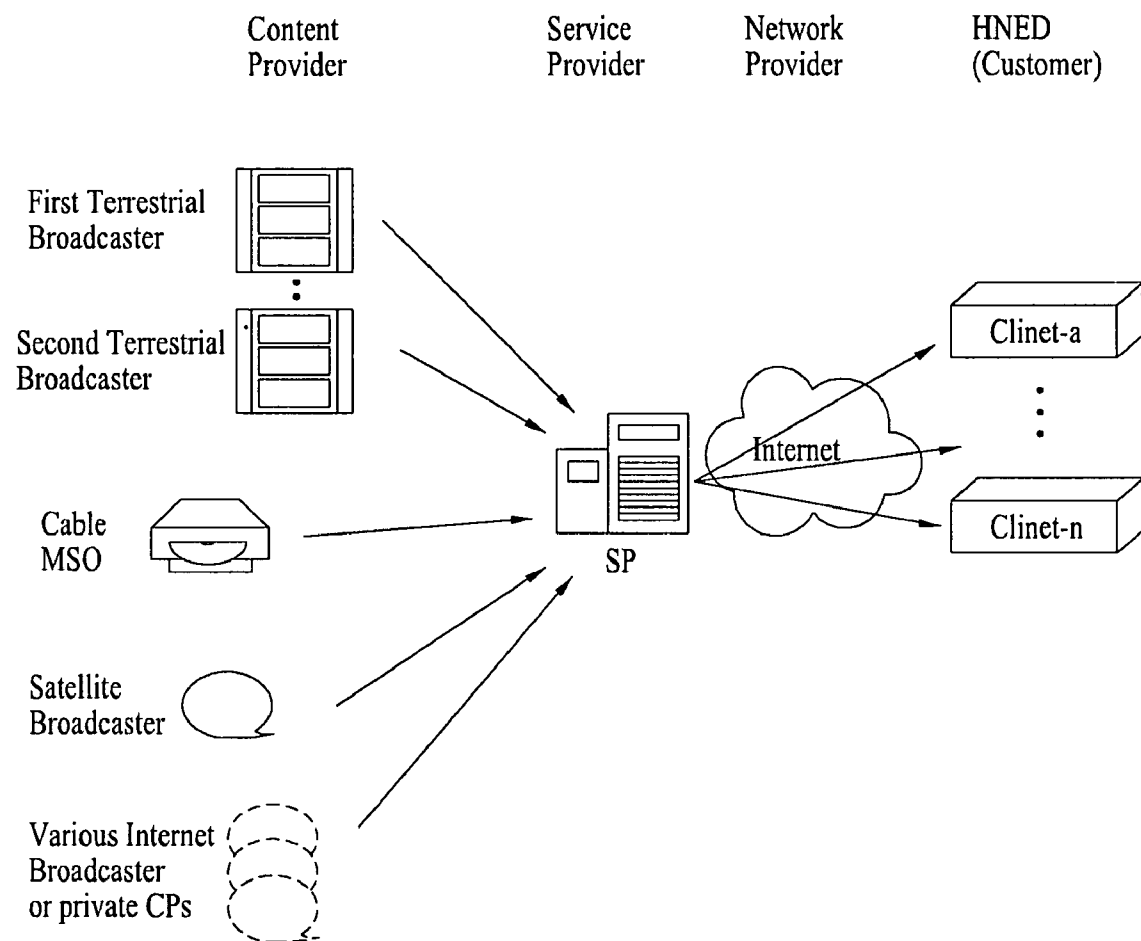 Content
Provider
Service
Provider
Network
Provider
HNED
(Customer)
First Terrestrial
Broadcaster
Second Terrestrial
Broadcaster
Cable
MSO
Satellite
Broadcaster
Various Internet
Broadcaster
or private CPs
SP
Internet
Clinet-a
Clinet-n